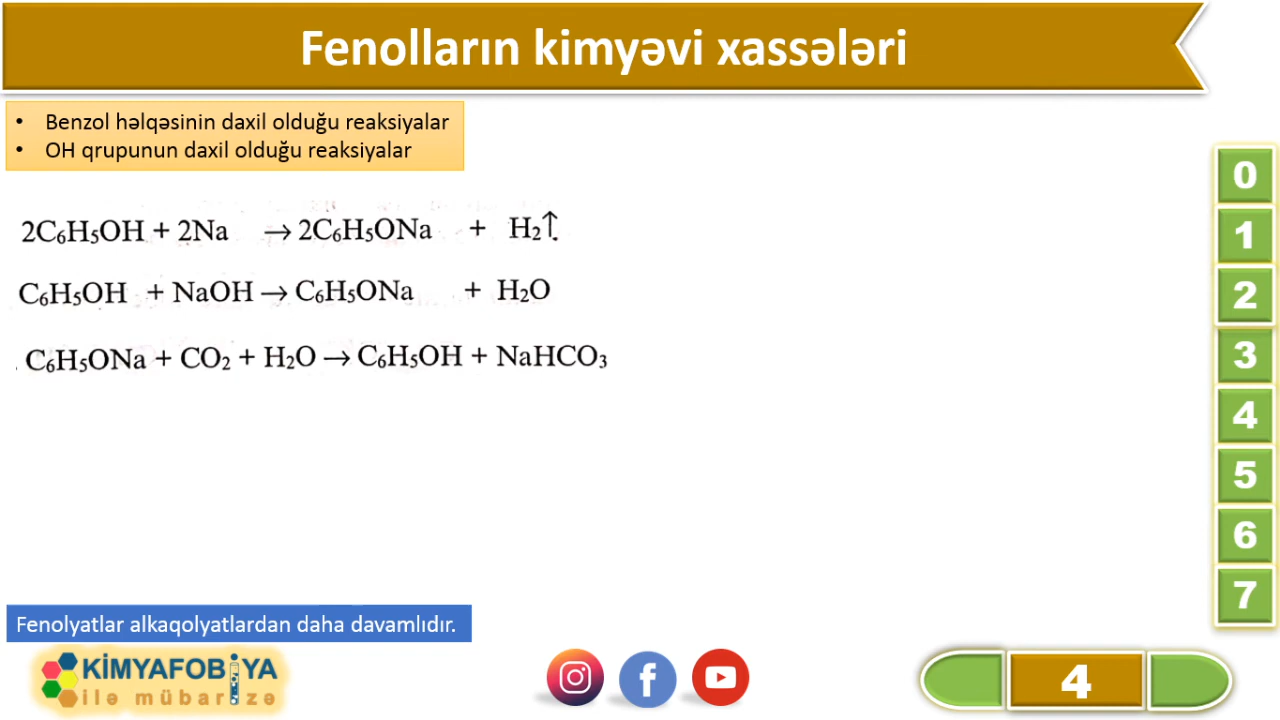 Fenolların kimyəvi xassələri
• Benzol həlqəsinin daxil olduğu reaksiyalar
• OH qrupunun daxil olduğu reaksiyalar
2C₆H₅OH + 2Na → 2C₆H₅ONa + H₂↑
C₆H₅OH + NaOH → C₆H₅ONa + H₂O
C₆H₅ONa + CO₂ + H₂O → C₆H₅OH + NaHCO₃
0
1
2
3
4
5
6
7
Fenolyatlar alkaqolyatlardan daha davamlıdır.
KİMYAFOBİYA
ilə mübarizə
4